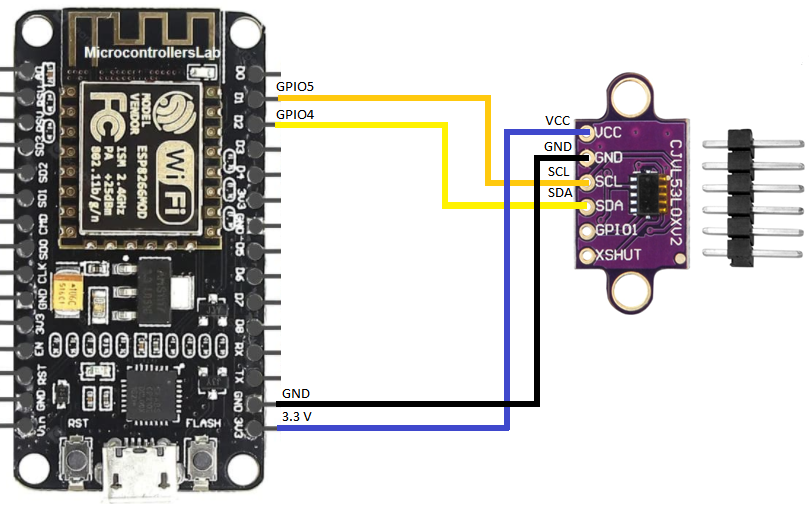 MicrocontrollersLab
MODEL
VENDOR
ESP8266MOD
WiFi
FC
ISM 2.4GHz
PA +25dBm
802.11b/g/n
RSV
RSV
SD3
SD2
SD1
CMD
SD0
CLK
GND
3V3
EN
RST
GND
Vin
D0
D1
D2
D3
D4
3V3
GND
D5
D6
D7
D8
RX
TX
GND
3V3
RST
FLASH
GPIO5
GPIO4
GND
3.3 V
VCC
GND
SCL
SDA
VCC
GND
SCL
SDA
GPIO1
XSHUT
CJVL53L0XV2